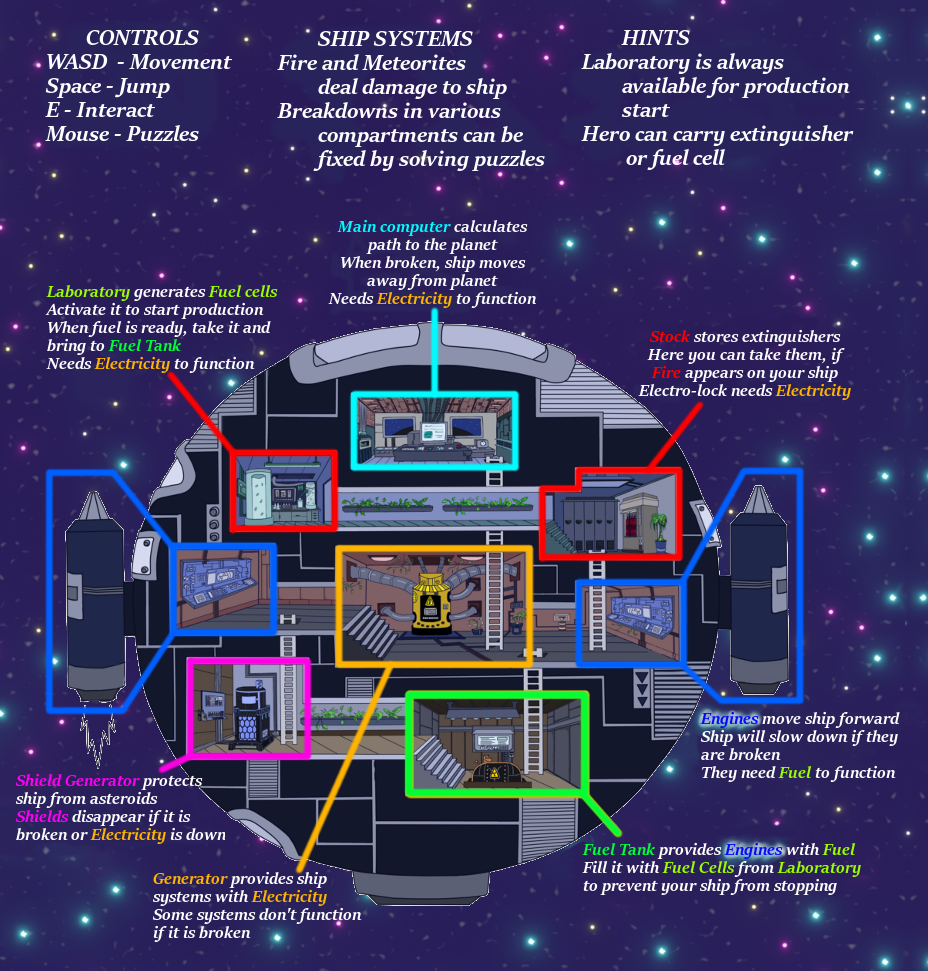 CONTROLS
WASD - Movement
Space - Jump
E - Interact
Mouse - Puzzles
SHIP SYSTEMS
Fire and Meteorites
deal damage to ship
Breakdowns in various
compartments can be
fixed by solving puzzles
HINTS
Laboratory is always
available for production
start
Hero can carry extinguisher
or fuel cell
Main computer calculates
path to the planet
When broken, ship moves
away from planet
Needs Electricity to function
Laboratory generates Fuel cells
Activate it to start production
When fuel is ready, take it and
bring to Fuel Tank
Needs Electricity to function
Stock stores extinguishers
Here you can take them, if
Fire appears on your ship
Electro-lock needs Electricity
Engines move ship forward
Ship will slow down if they
are broken
They need Fuel to function
Shield Generator protects
ship from asteroids
Shields disappear if it is
broken or Electricity is down
Fuel Tank provides Engines with Fuel
Fill it with Fuel Cells from Laboratory
to prevent your ship from stopping
Generator provides ship
systems with Electricity
Some systems don't function
if it is broken